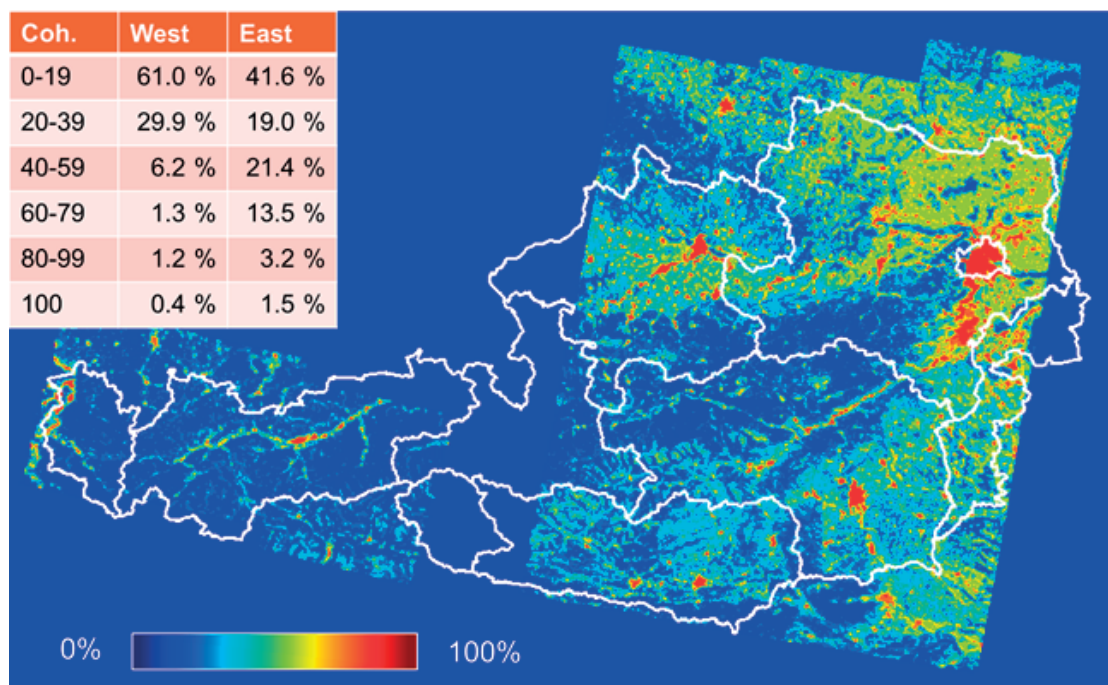 Coh. West East
0-19 61.0 % 41.6 %
20-39 29.9 % 19.0 %
40-59 6.2 % 21.4 %
60-79 1.3 % 13.5 %
80-99 1.2 % 3.2 %
100 0.4 % 1.5 %
0% 100%